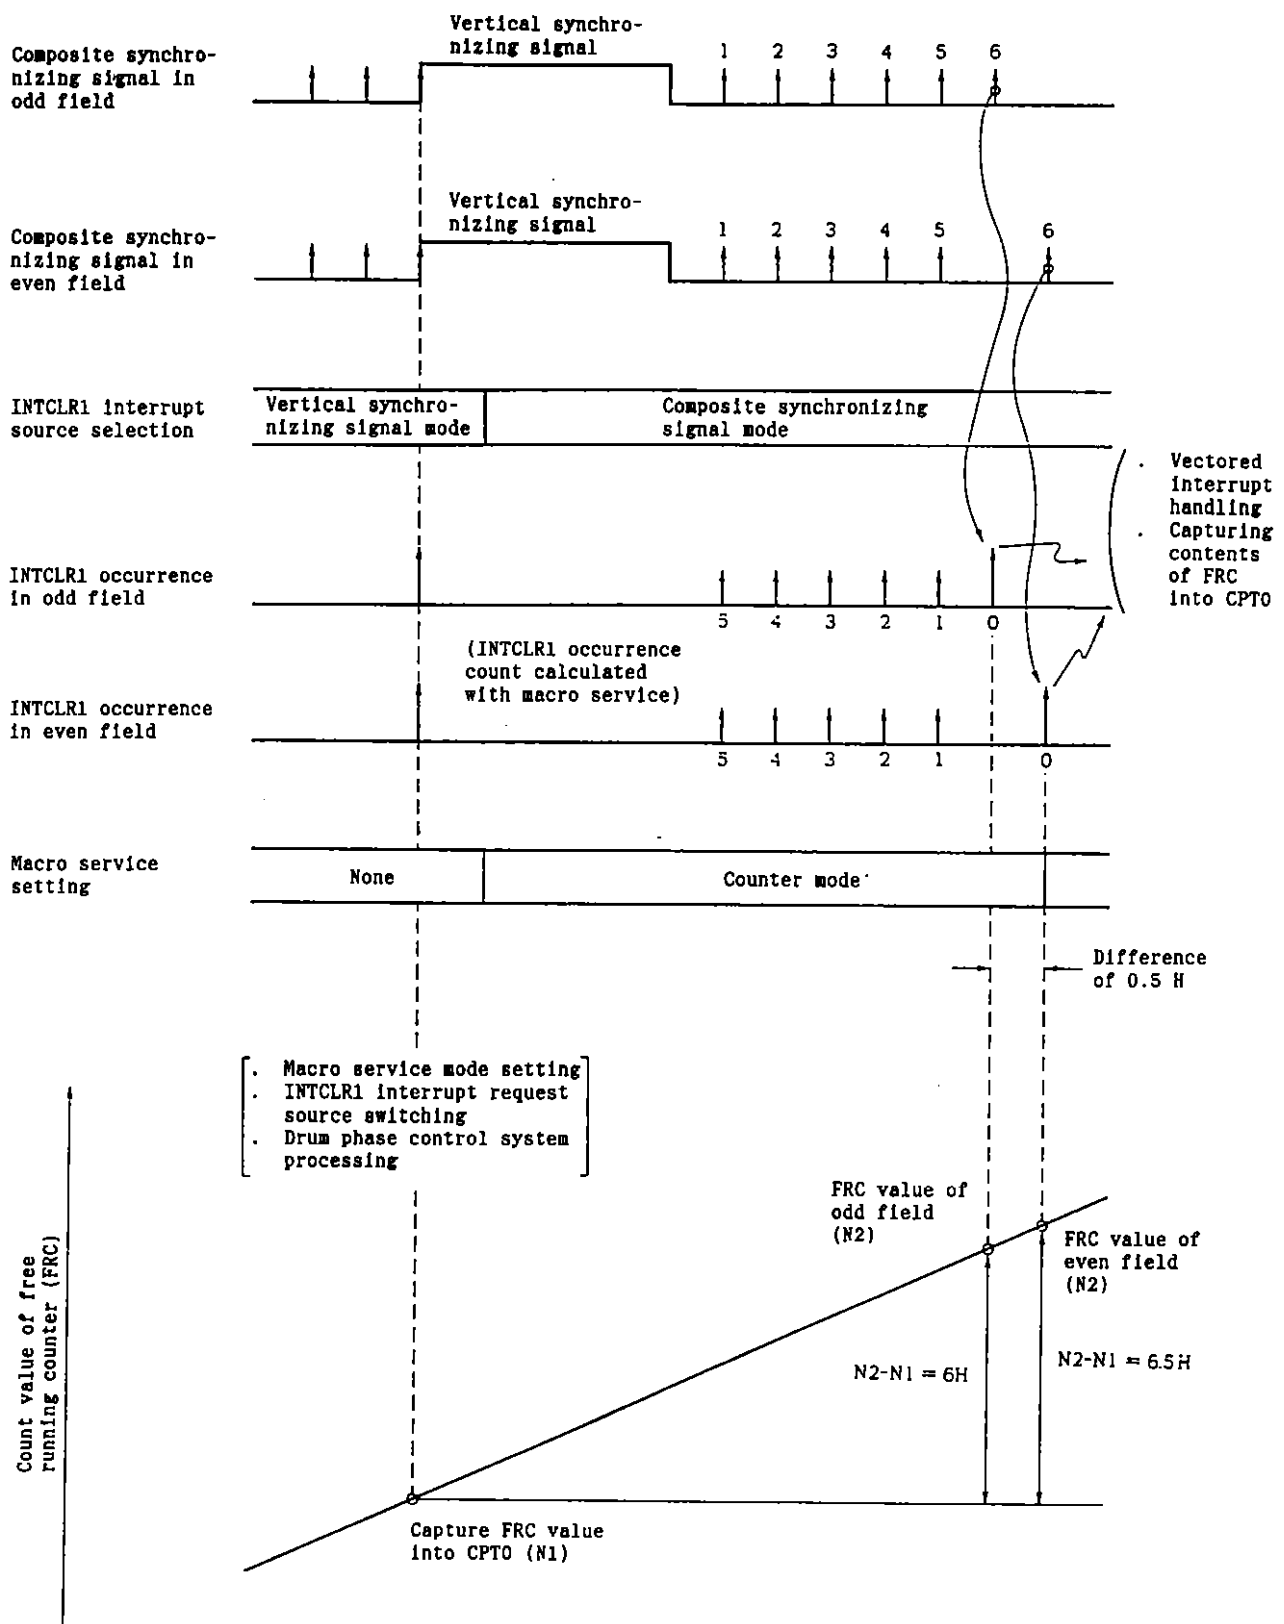 Vertical synchro-
nizing signal
Composite synchro-
nizing signal in
odd field
1 2 3 4 5 6
Vertical synchro-
nizing signal
Composite synchro-
nizing signal in
even field
1 2 3 4 5 6
INTCLR1 interrupt
source selection
Vertical synchro-
nizing signal mode
Composite synchronizing
signal mode
. Vectored
interrupt
handling
. Capturing
contents
of FRC
into CPT0
INTCLR1 occurrence
in odd field
5 4 3 2 1 0
(INTCLR1 occurrence
count calculated
with macro service)
INTCLR1 occurrence
in even field
5 4 3 2 1 0
Macro service
setting
None
Counter mode
Difference
of 0.5 H
. Macro service mode setting
. INTCLR1 interrupt request
source switching
. Drum phase control system
processing
FRC value of
odd field
(N2)
FRC value of
even field
(N2)
Count value of free
running counter (FRC)
N2-N1 = 6H
N2-N1 = 6.5H
Capture FRC value
into CPT0 (N1)